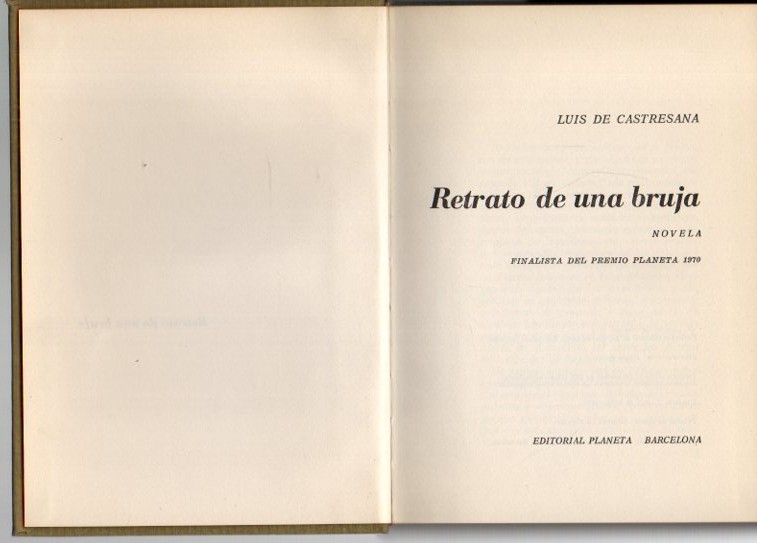 LUIS DE CASTRESANA
Retrato de una bruja
NOVELA
FINALISTA DEL PREMIO PLANETA 1970
EDITORIAL PLANETA BARCELONA